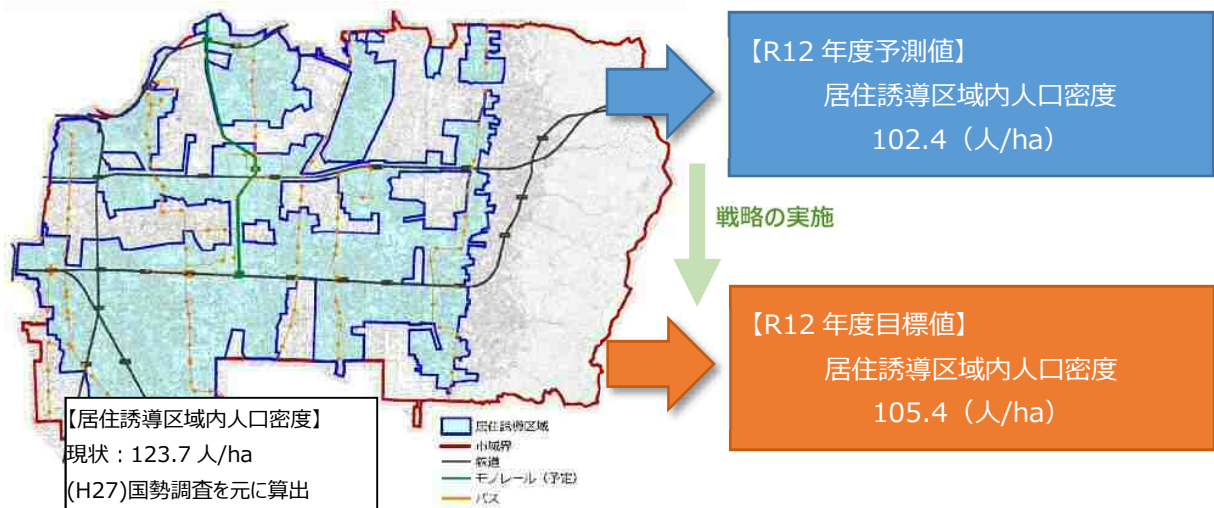 【R12 年度予測値】
居住誘導区域内人口密度
102.4（人/ha）
戦略の実施
【R12 年度目標値】
居住誘導区域内人口密度
105.4（人/ha）
【居住誘導区域内人口密度】
現状：123.7 人/ha
(H27)国勢調査を元に算出
居住誘導区域
市域界
鉄道
モノレール（予定）
バス